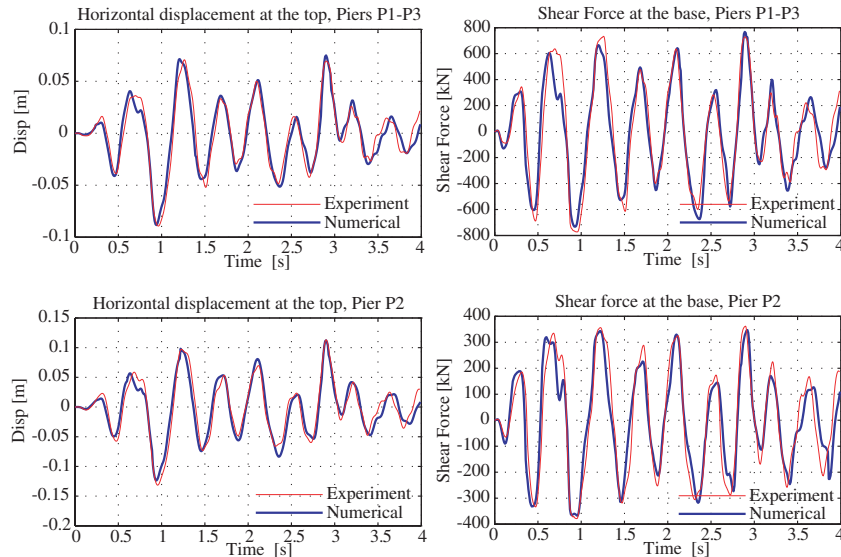 Horizontal displacement at the top, Piers P1-P3
0.1
0.05
0
-0.05
-0.1
Disp [m]
Experiment
Numerical
0 0.5 1 1.5 2 2.5 3 3.5 4
Time [s]
Shear Force at the base, Piers P1-P3
800
600
400
200
0
-200
-400
-600
-800
Shear Force [kN]
Experiment
Numerical
0 0.5 1 1.5 2 2.5 3 3.5 4
Time [s]
Horizontal displacement at the top, Pier P2
0.15
0.1
0.05
0
-0.05
-0.1
-0.15
-0.2
Disp [m]
Experiment
Numerical
0 0.5 1 1.5 2 2.5 3 3.5 4
Time [s]
Shear force at the base, Pier P2
400
300
200
100
0
-100
-200
-300
-400
Shear Force [kN]
Experiment
Numerical
0 0.5 1 1.5 2 2.5 3 3.5 4
Time [s]